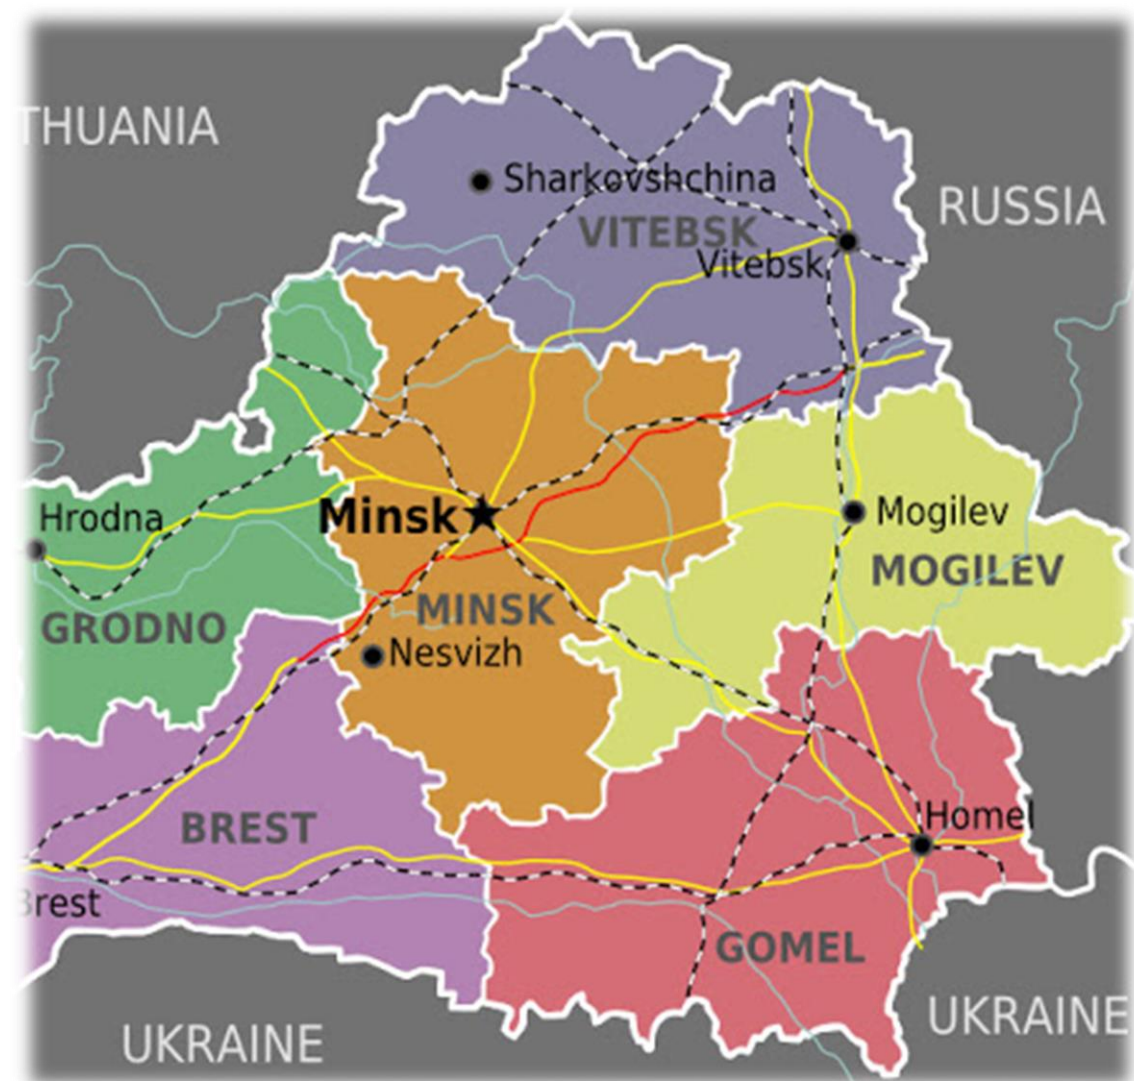 THUANIA
Sharkovshchina
RUSSIA
VITEBSK
Vitebsk
Hrodna
Minsk
Mogilev
MOGILEV
MINSK
GRODNO
Nesvizh
BREST
Homel
Brest
GOMEL
UKRAINE
UKRAINE